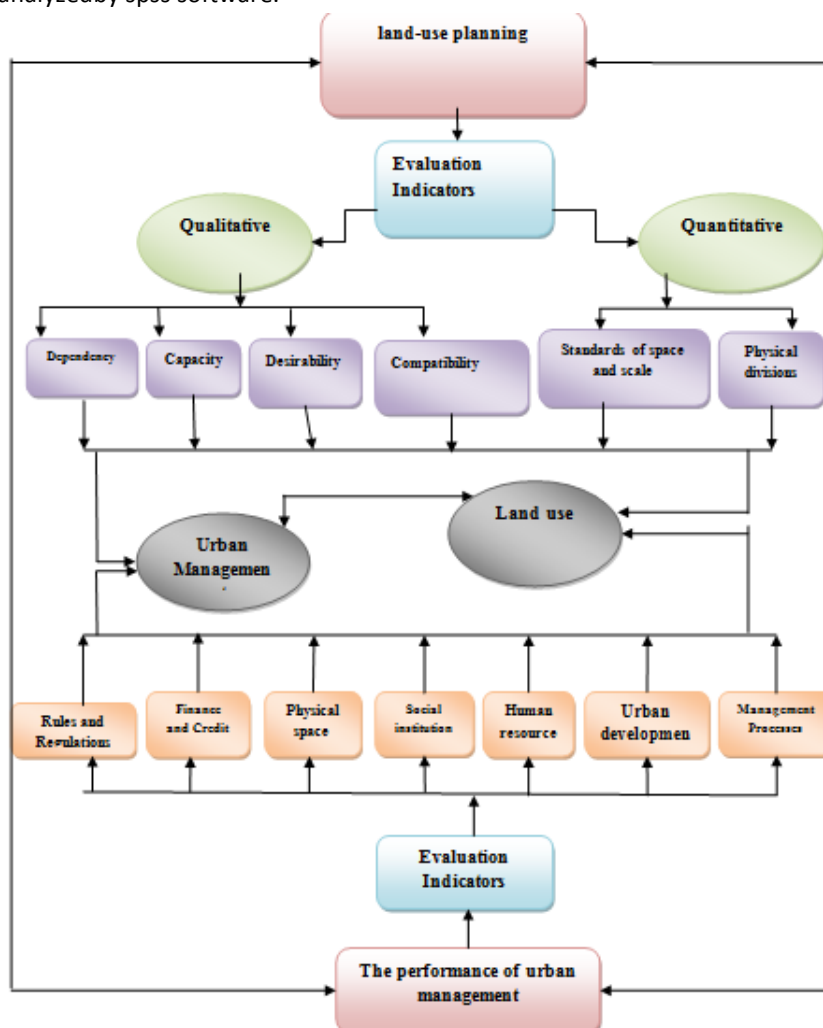 analyzedby spss software.
land-use planning
Evaluation
Indicators
Qualitative
Quantitative
Dependency
Capacity
Desirability
Compatibility
Standards of space
and scale
Physical
divisions
Land use
Urban
Managemen
Rules and
Regulations
Finance
and Credit
Physical
space
Social
institution
Human
resource
Urban
developmen
Management
Processes
Evaluation
Indicators
The performance of urban
management